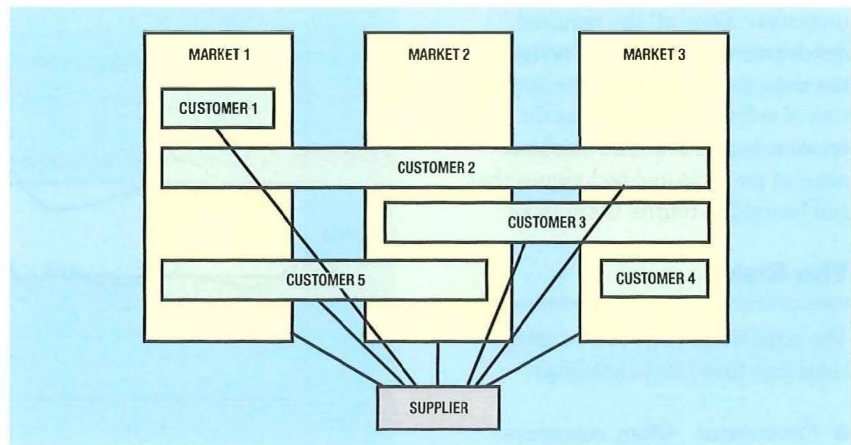 MARKET 1 MARKET 2 MARKET 3
CUSTOMER 1
CUSTOMER 2
CUSTOMER 3
CUSTOMER 5 CUSTOMER 4
SUPPLIER